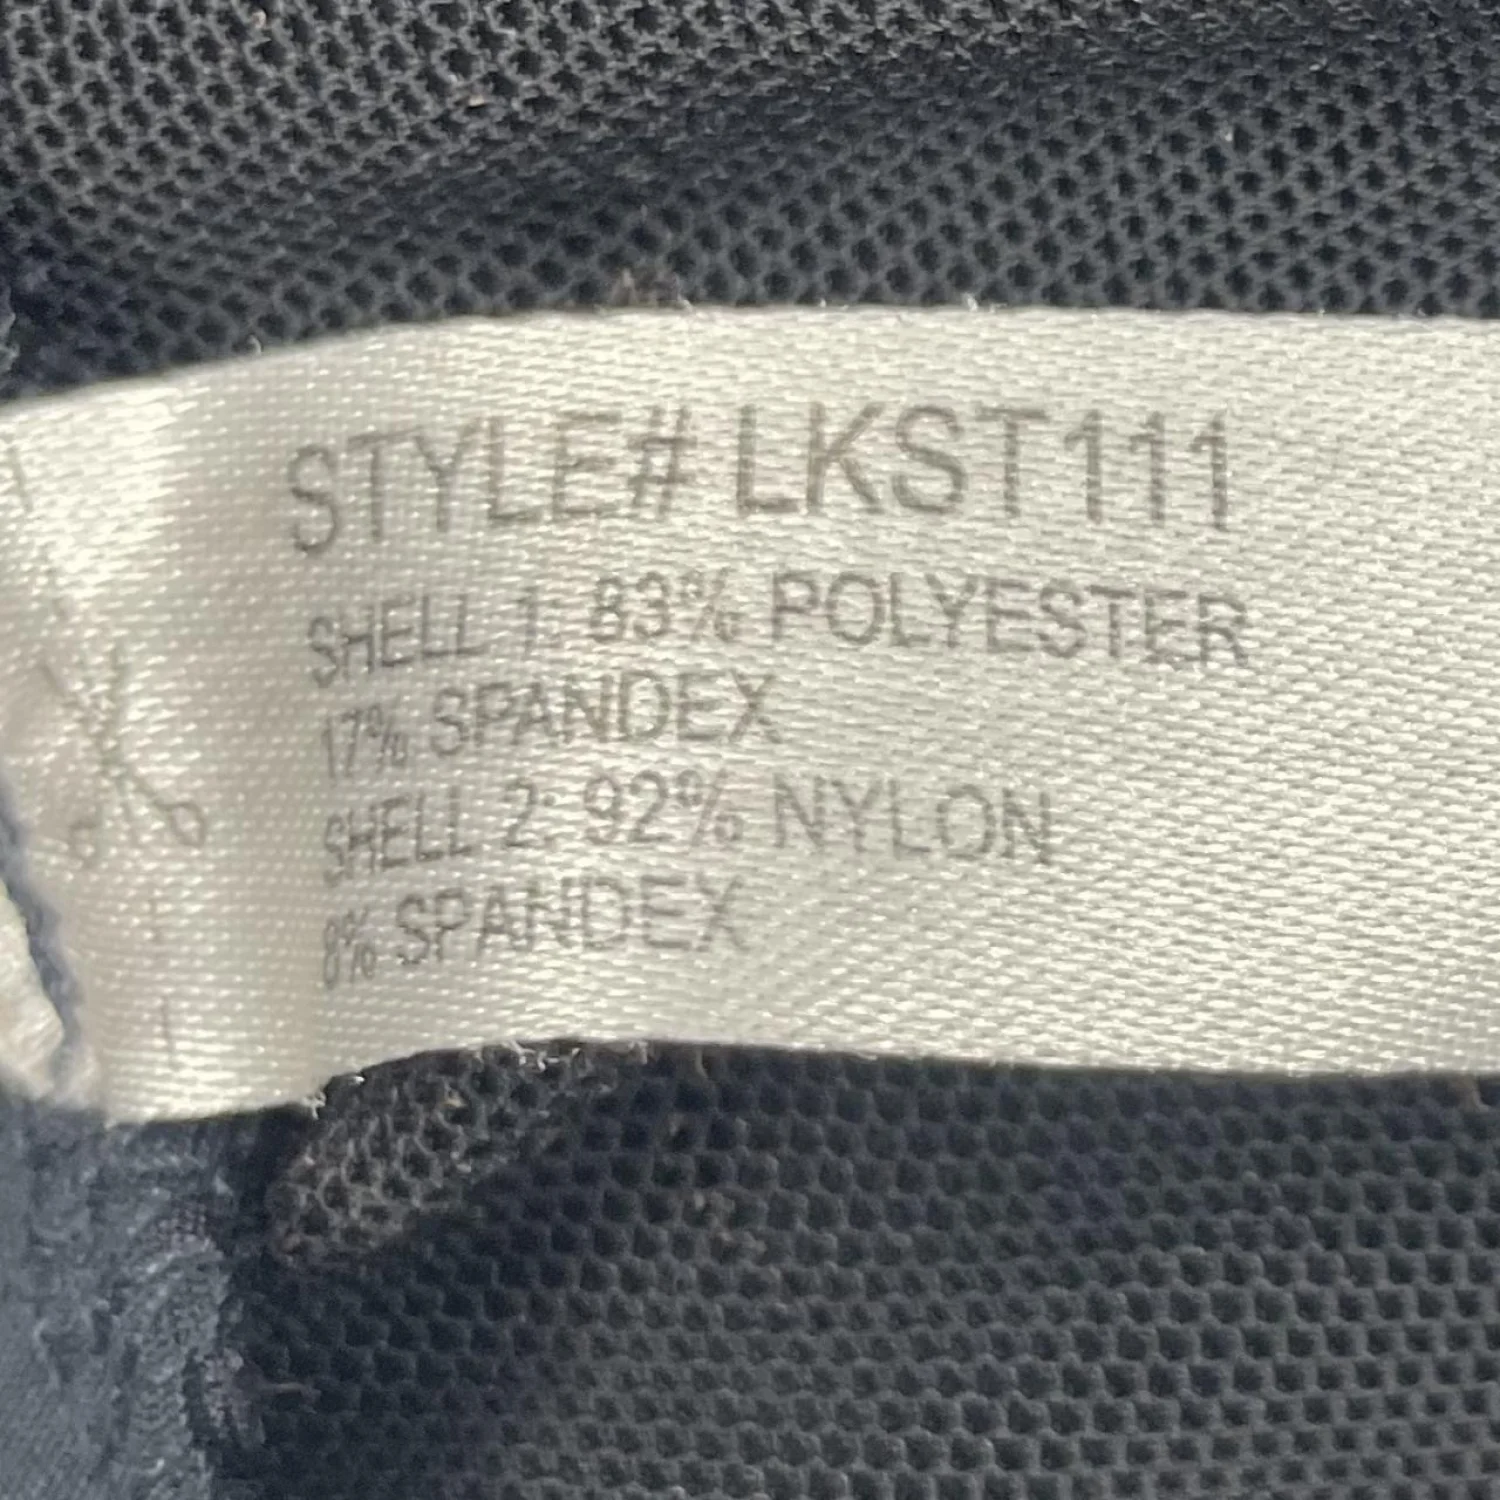 STYLE# LKST111
SHELL 1: 83% POLYESTER
17% SPANDEX
SHELL 2: 92% NYLON
8% SPANDEX